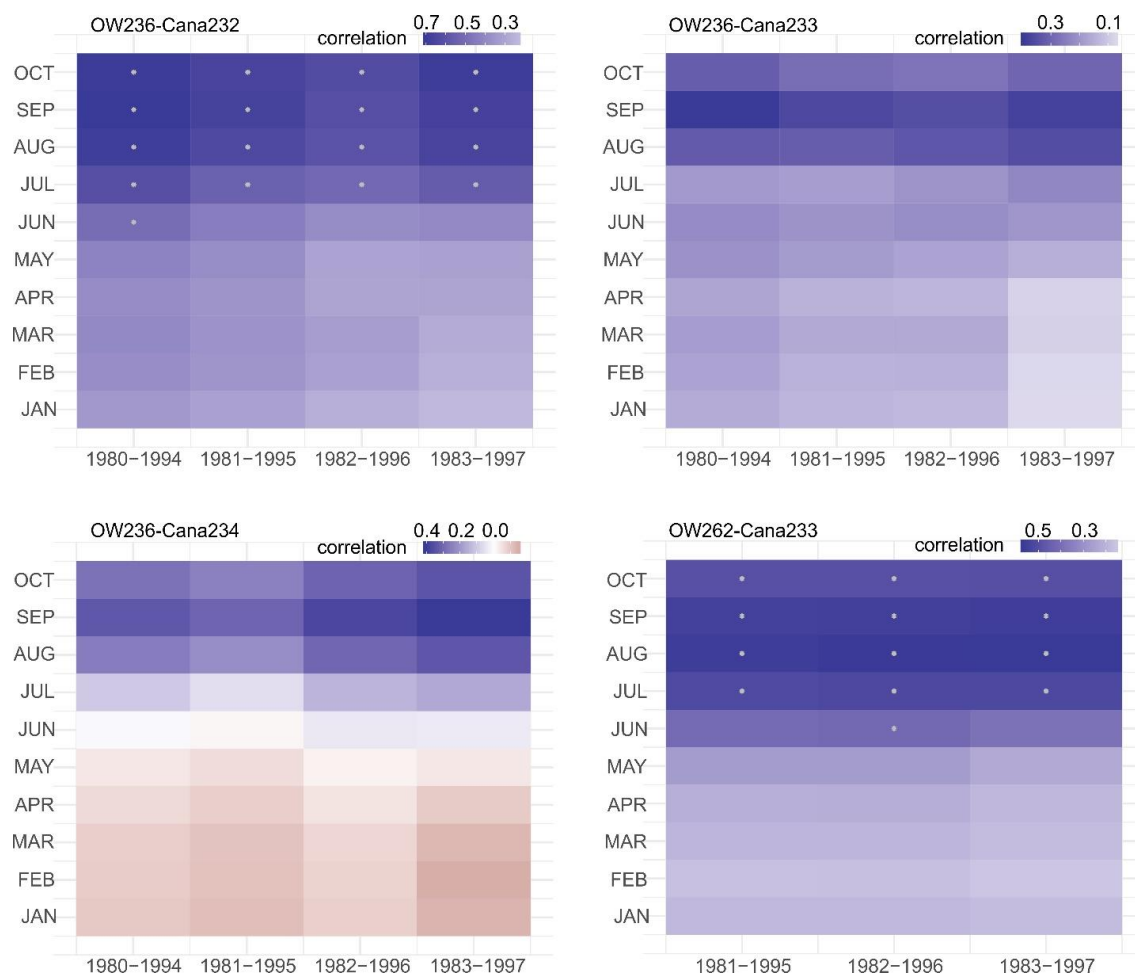 OW236-Cana232
correlation 0.7 0.5 0.3
OCT
SEP
AUG
JUL
JUN
MAY
APR
MAR
FEB
JAN
1980−1994 1981−1995 1982−1996 1983−1997
OW236-Cana233
correlation 0.3 0.1
OCT
SEP
AUG
JUL
JUN
MAY
APR
MAR
FEB
JAN
1980−1994 1981−1995 1982−1996 1983−1997
OW236-Cana234
correlation 0.4 0.2 0.0
OCT
SEP
AUG
JUL
JUN
MAY
APR
MAR
FEB
JAN
1980−1994 1981−1995 1982−1996 1983−1997
OW262-Cana233
correlation 0.5 0.3
OCT
SEP
AUG
JUL
JUN
MAY
APR
MAR
FEB
JAN
1981−1995 1982−1996 1983−1997